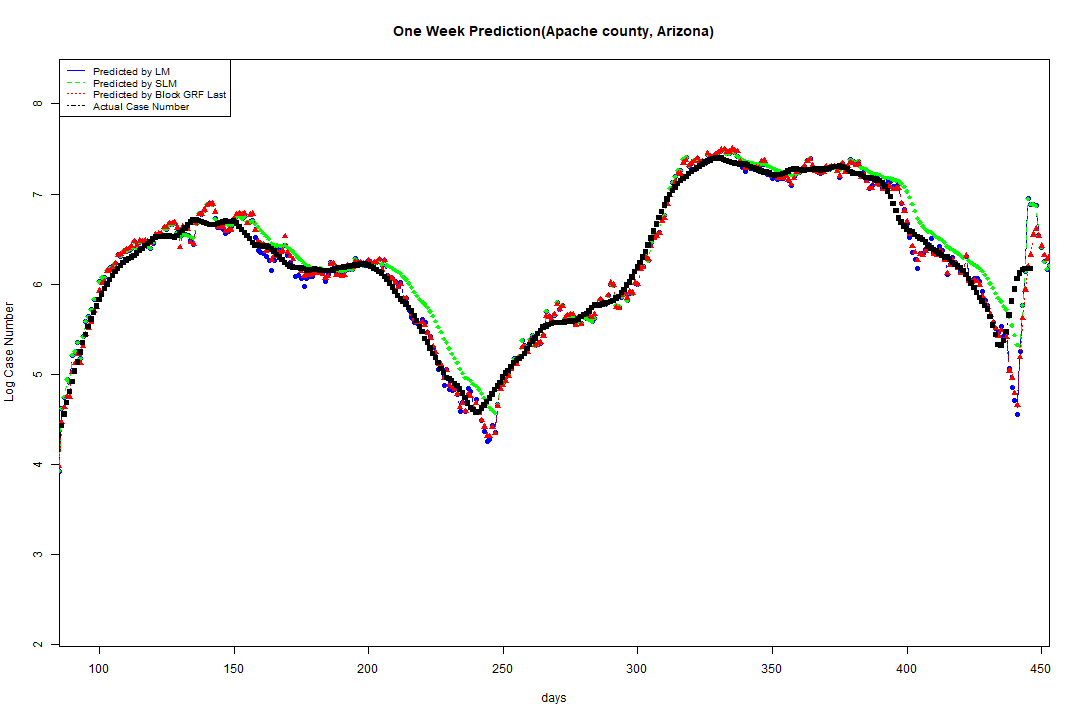 One Week Prediction(Apache county, Arizona)
Predicted by LM
Predicted by SLM
Predicted by Block GRF Last
Actual Case Number
8
7
6
5
4
3
2
Log Case Number
100 150 200 250 300 350 400 450
days